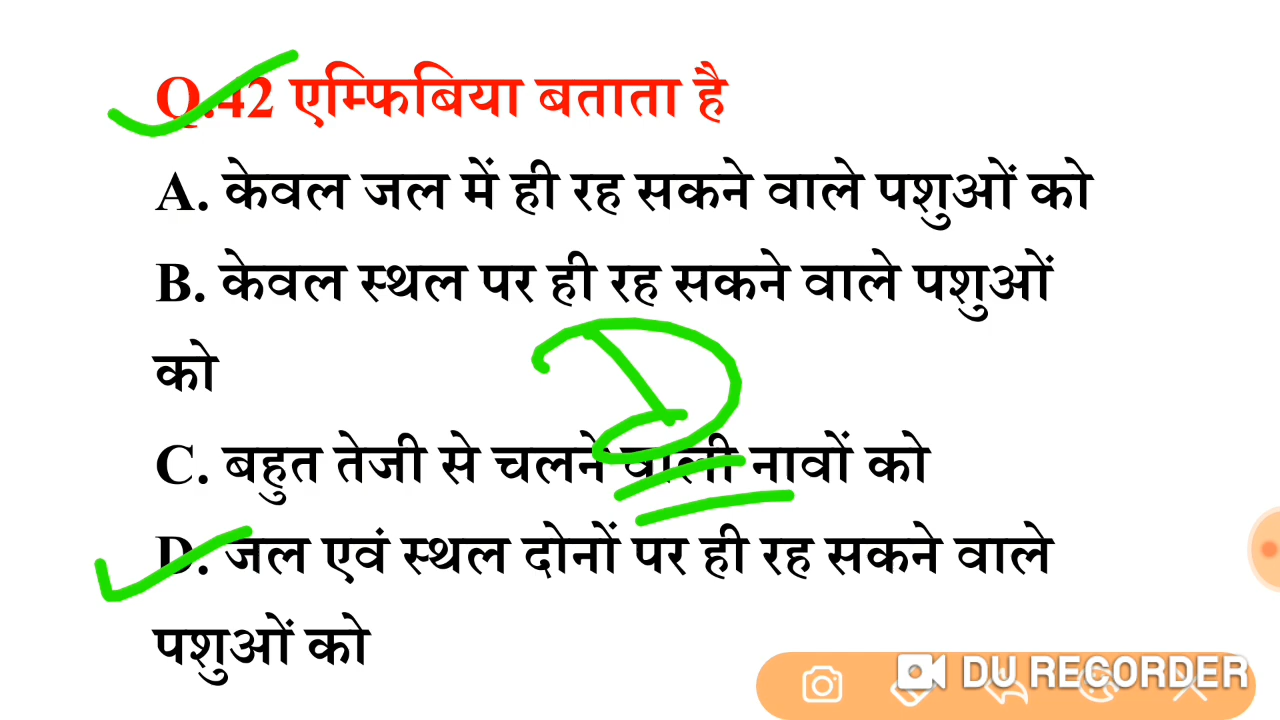 Q.42 एम्फिबिया बताता है
A. केवल जल में ही रह सकने वाले पशुओं को
B. केवल स्थल पर ही रह सकने वाले पशुओं
को
D
C. बहुत तेजी से चलने वाली नावों को
D. जल एवं स्थल दोनों पर ही रह सकने वाले
पशुओं को
DU RECORDER